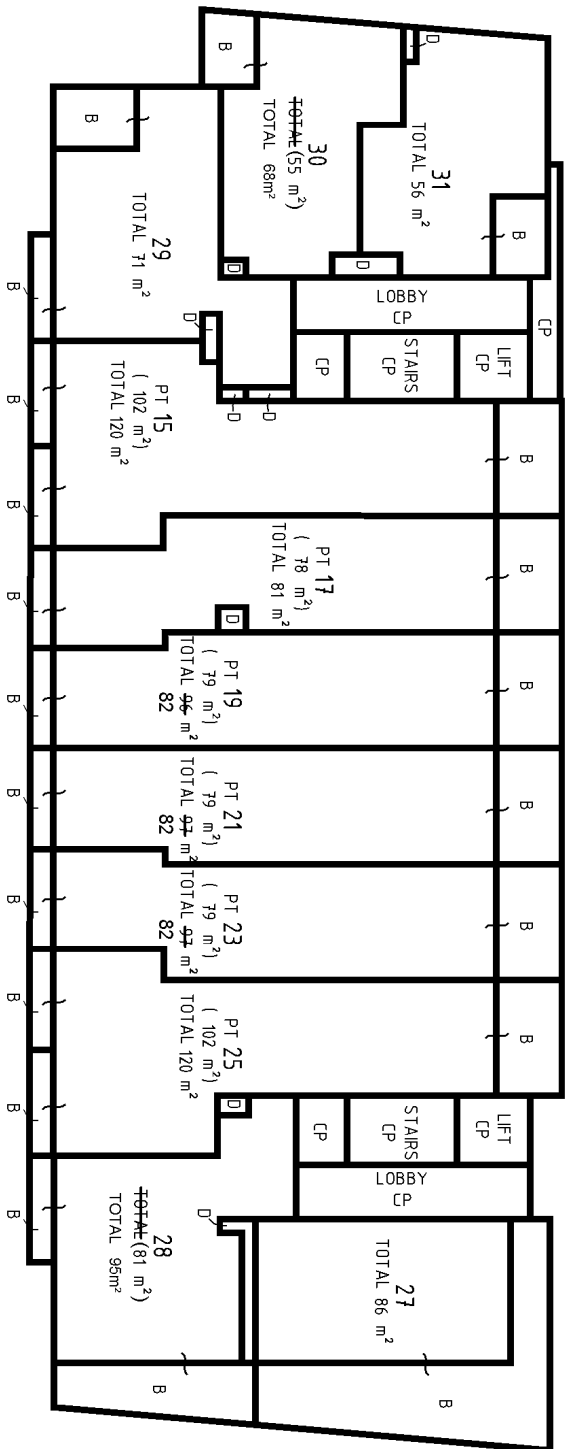 B
D
31
TOTAL 56 m²
30
TOTAL (55 m²)
TOTAL 68m²
B
B
29
TOTAL 71 m²
D
D
B
D
LOBBY
CP
CP
CP
STAIRS
CP
LIFT
CP
B
D
D
PT 15
( 102 m²)
TOTAL 120 m²
B
B
PT 17
( 78 m²)
TOTAL 81 m²
B
B
D
PT 19
( 79 m²)
TOTAL 96 m²
82
B
B
PT 21
( 79 m²)
TOTAL 97 m²
82
B
B
PT 23
( 79 m²)
TOTAL 97 m²
82
B
B
PT 25
( 102 m²)
TOTAL 120 m²
B
B
D
CP
STAIRS
CP
LIFT
CP
B
LOBBY
CP
D
B
28
TOTAL (81 m²)
TOTAL 95m²
27
TOTAL 86 m²
B
B